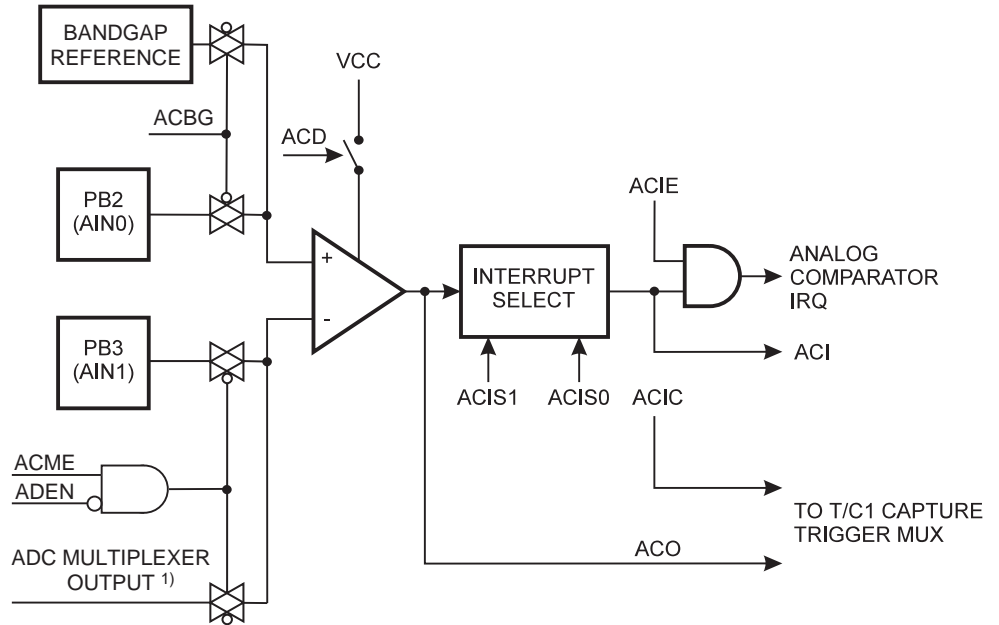 BANDGAP
REFERENCE
VCC
ACBG
ACD
PB2
(AIN0)
ACIE
+
-
INTERRUPT
SELECT
ANALOG
COMPARATOR
IRQ
PB3
(AIN1)
ACI
ACIS1
ACIS0
ACIC
ACME
ADEN
TO T/C1 CAPTURE
TRIGGER MUX
ACO
ADC MULTIPLEXER
OUTPUT 1)